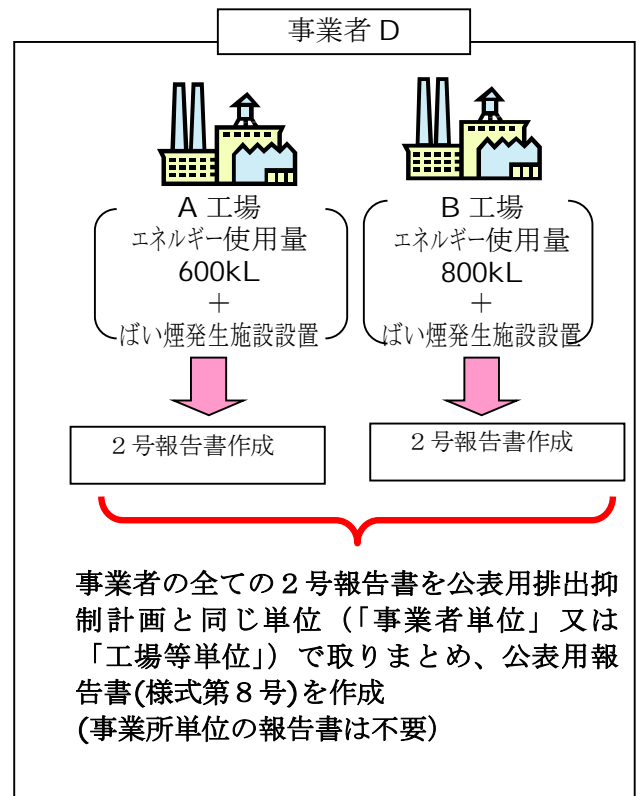 事業者 D
A 工場
エネルギー使用量
600kL
＋
ばい煙発生施設設置
B 工場
エネルギー使用量
800kL
＋
ばい煙発生施設設置
２号報告書作成
２号報告書作成
事業者の全ての２号報告書を公表用排出抑
制計画と同じ単位（「事業者単位」又は
「工場等単位」）で取りまとめ、公表用報
告書(様式第８号)を作成
(事業所単位の報告書は不要）